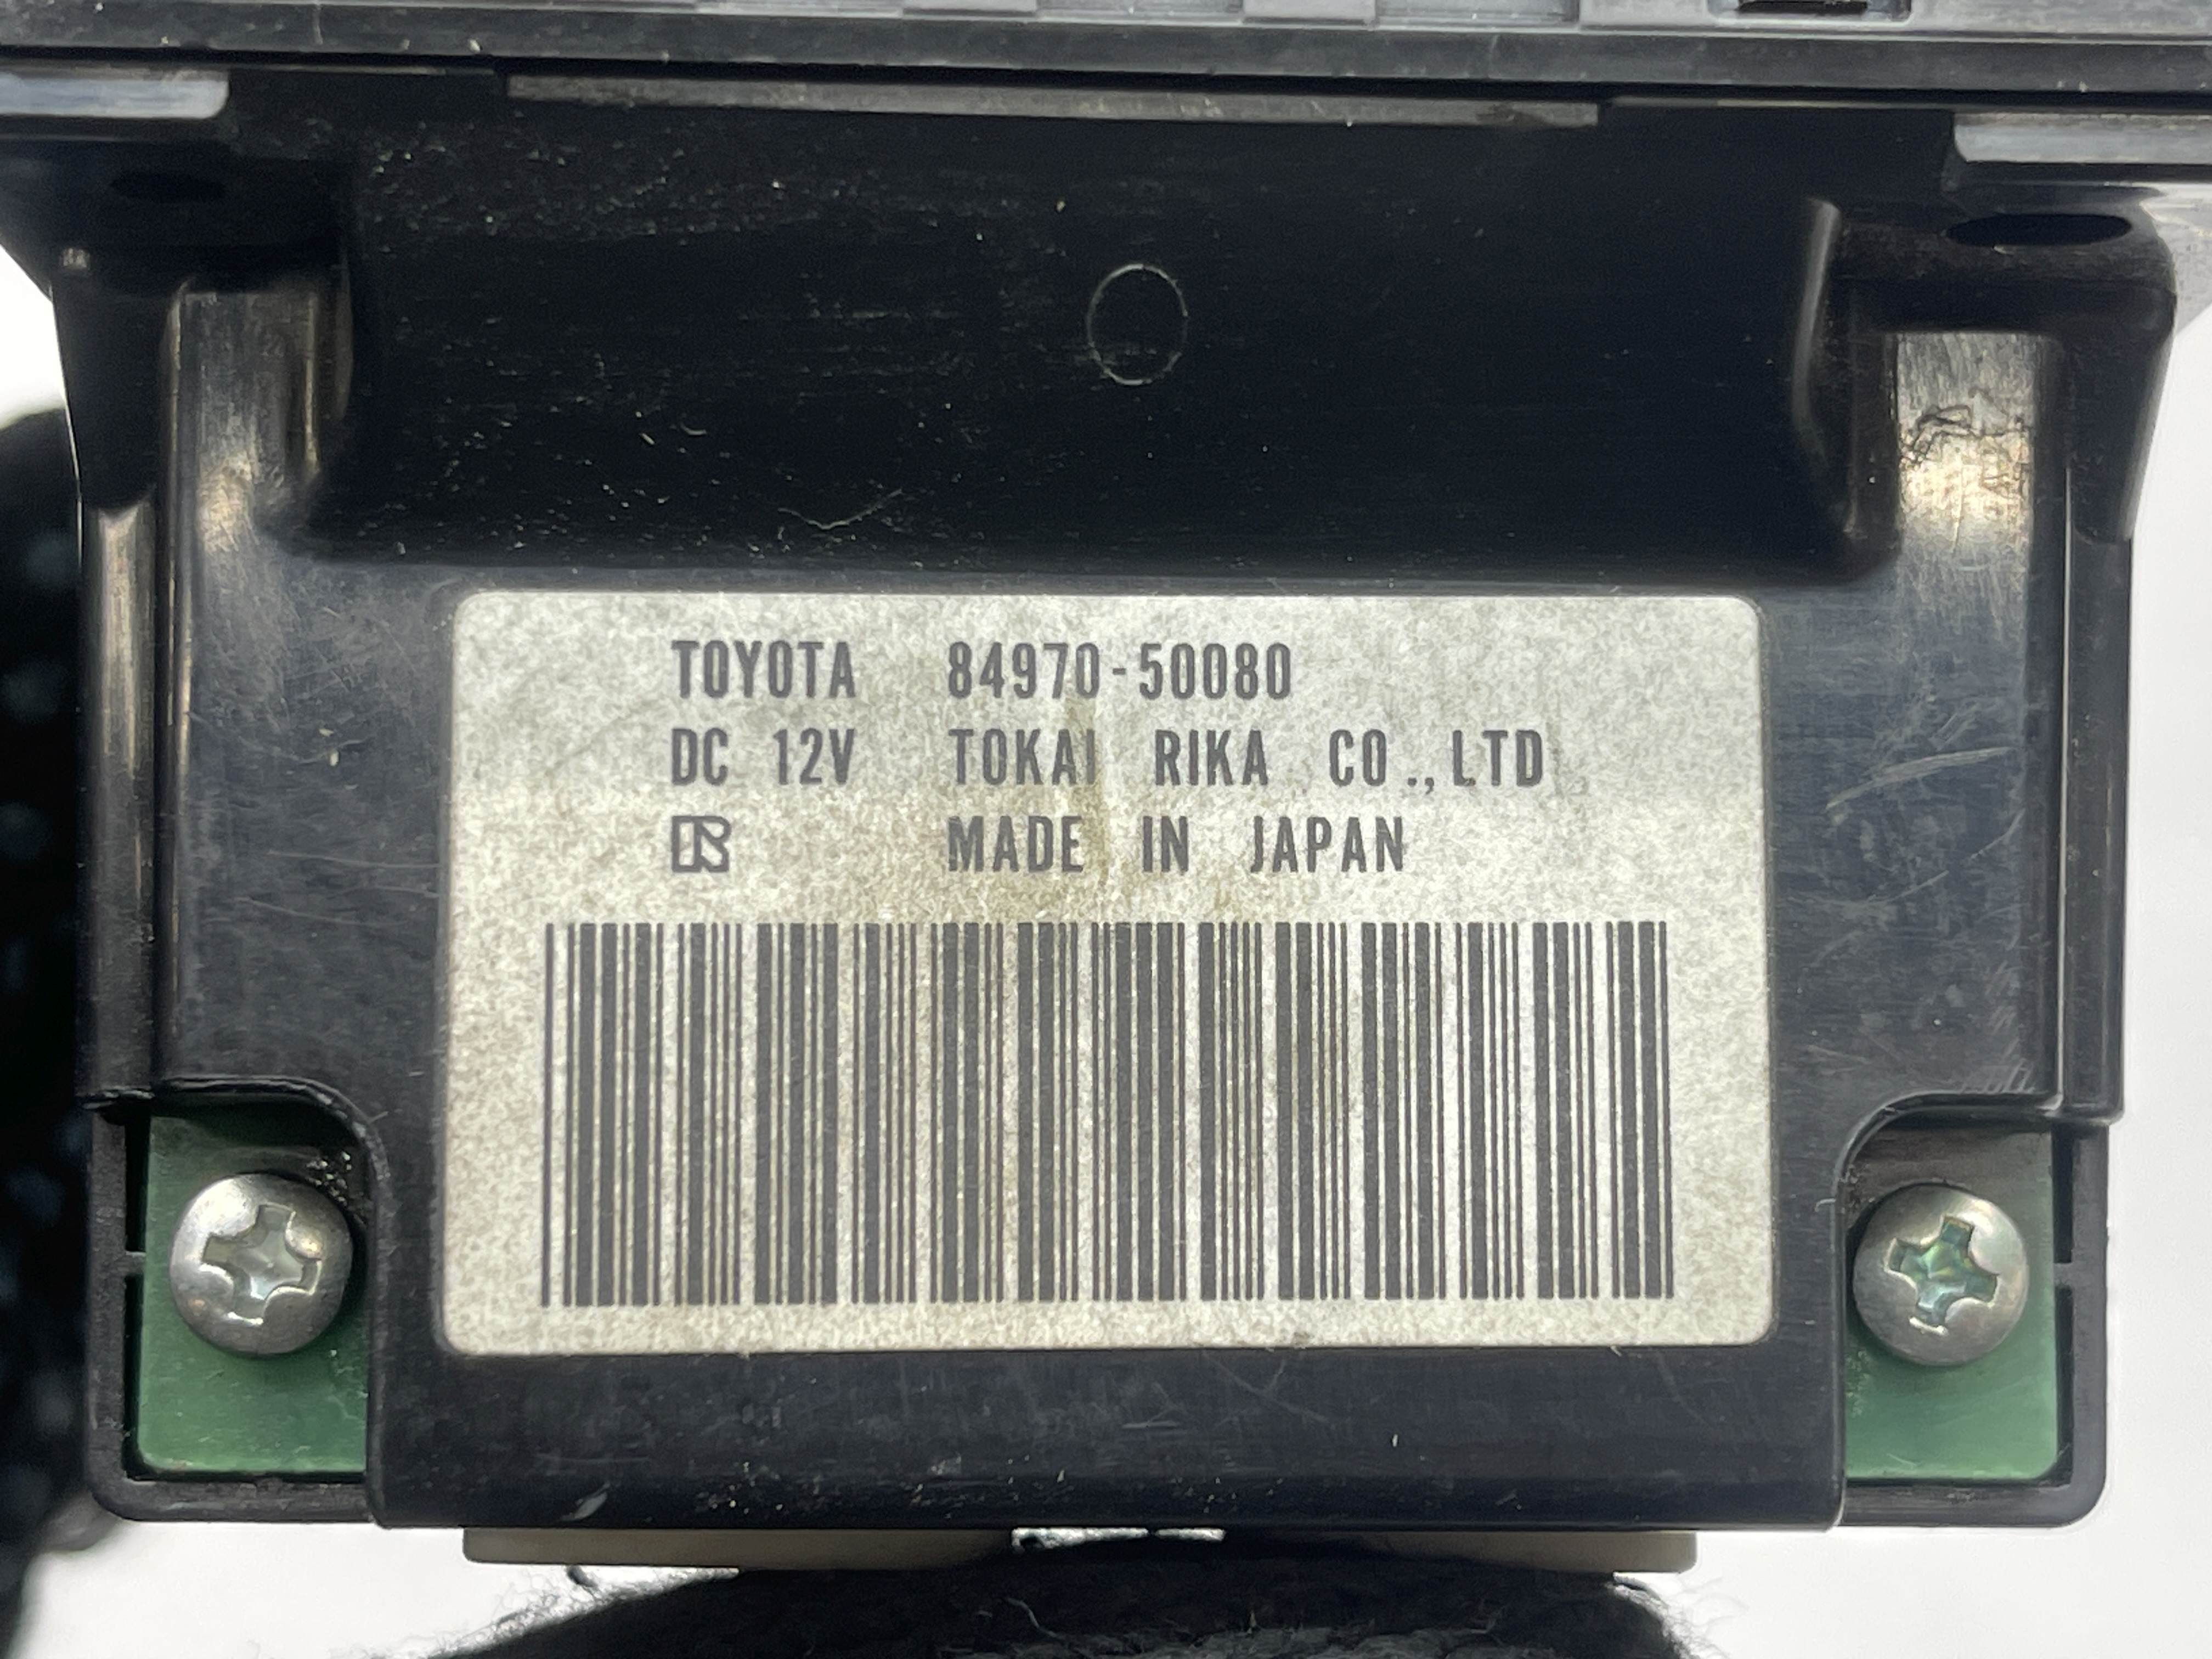 TOYOTA 84970-50080
DC 12V TOKAI RIKA CO.,LTD
MADE IN JAPAN